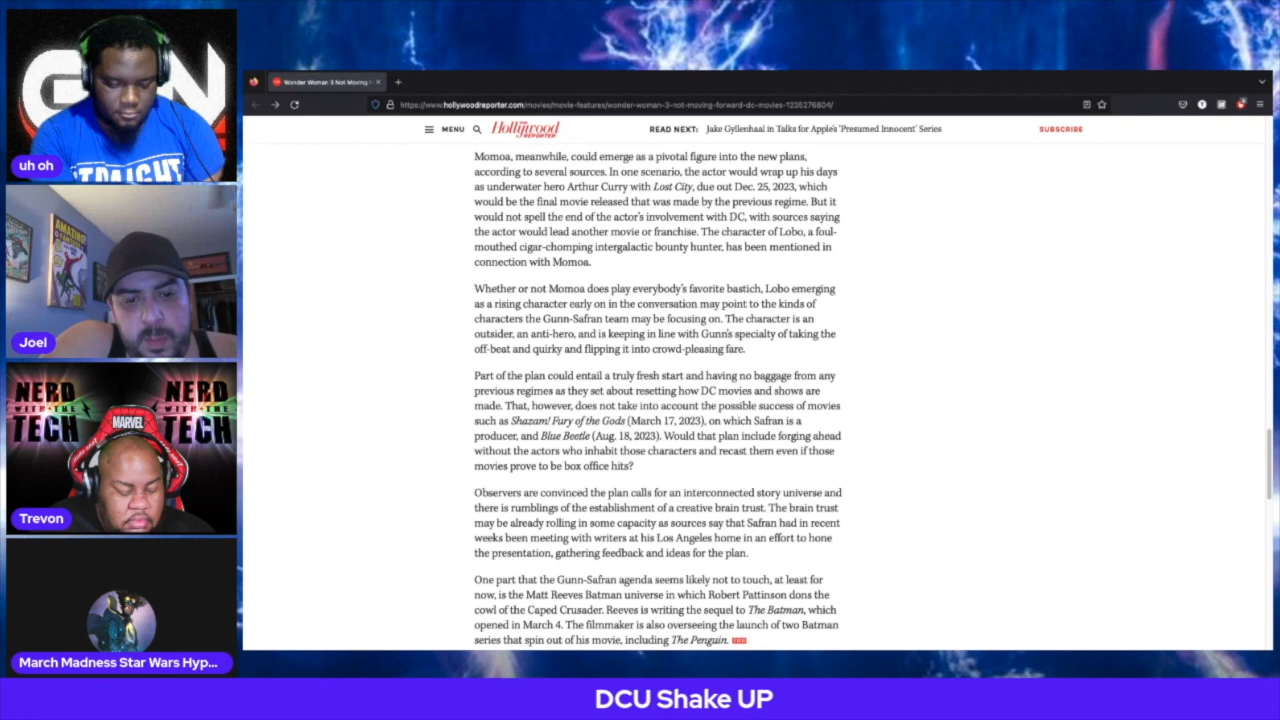 uh oh
STRAIGHT
AMAZING
Joel
NERD
WITH THE
TECH
NERD
WITH THE
TECH
MARVEL
Trevon
March Madness Star Wars Hyp...
Wonder Woman 3 Not Moving
https://www.hollywoodreporter.com/movies/movie-features/wonder-woman-3-not-moving-forward-dc-movies-1235276804/
MENU
Hollywood
REPORTER
READ NEXT: Jake Gyllenhaal in Talks for Apple's 'Presumed Innocent' Series
SUBSCRIBE
Momoa, meanwhile, could emerge as a pivotal figure into the new plans,
according to several sources. In one scenario, the actor would wrap up his days
as underwater hero Arthur Curry with Lost City, due out Dec. 25, 2023, which
would be the final movie released that was made by the previous regime. But it
would not spell the end of the actor's involvement with DC, with sources saying
the actor would lead another movie or franchise. The character of Lobo, a foul-
mouthed cigar-chomping intergalactic bounty hunter, has been mentioned in
connection with Momoa.
Whether or not Momoa does play everybody's favorite bastich, Lobo emerging
as a rising character early on in the conversation may point to the kinds of
characters the Gunn-Safran team may be focusing on. The character is an
outsider, an anti-hero, and is keeping in line with Gunn's specialty of taking the
off-beat and quirky and flipping it into crowd-pleasing fare.
Part of the plan could entail a truly fresh start and having no baggage from any
previous regimes as they set about resetting how DC movies and shows are
made. That, however, does not take into account the possible success of movies
such as Shazam! Fury of the Gods (March 17, 2023), on which Safran is a
producer, and Blue Beetle (Aug. 18, 2023). Would that plan include forging ahead
without the actors who inhabit those characters and recast them even if those
movies prove to be box office hits?
Observers are convinced the plan calls for an interconnected story universe and
there is rumblings of the establishment of a creative brain trust. The brain trust
may be already rolling in some capacity as sources say that Safran had in recent
weeks been meeting with writers at his Los Angeles home in an effort to hone
the presentation, gathering feedback and ideas for the plan.
One part that the Gunn-Safran agenda seems likely not to touch, at least for
now, is the Matt Reeves Batman universe in which Robert Pattinson dons the
cowl of the Caped Crusader. Reeves is writing the sequel to The Batman, which
opened in March 4. The filmmaker is also overseeing the launch of two Batman
series that spin out of his movie, including The Penguin. THR
DCU Shake UP